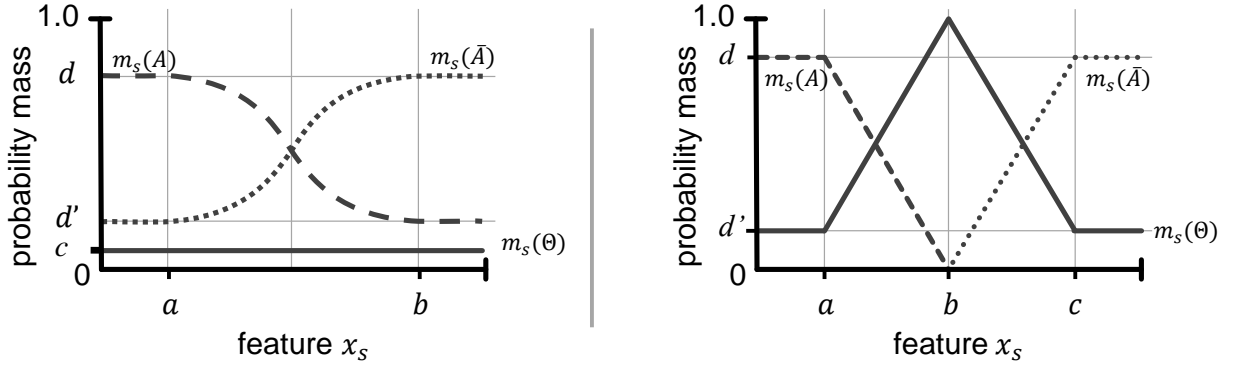 1.0
probability mass
d
d'
c
0
m_s(A)
m_s(Ā)
m_s(Θ)
a
b
feature x_s
1.0
probability mass
d
d'
0
m_s(A)
m_s(Ā)
m_s(Θ)
a
b
c
feature x_s